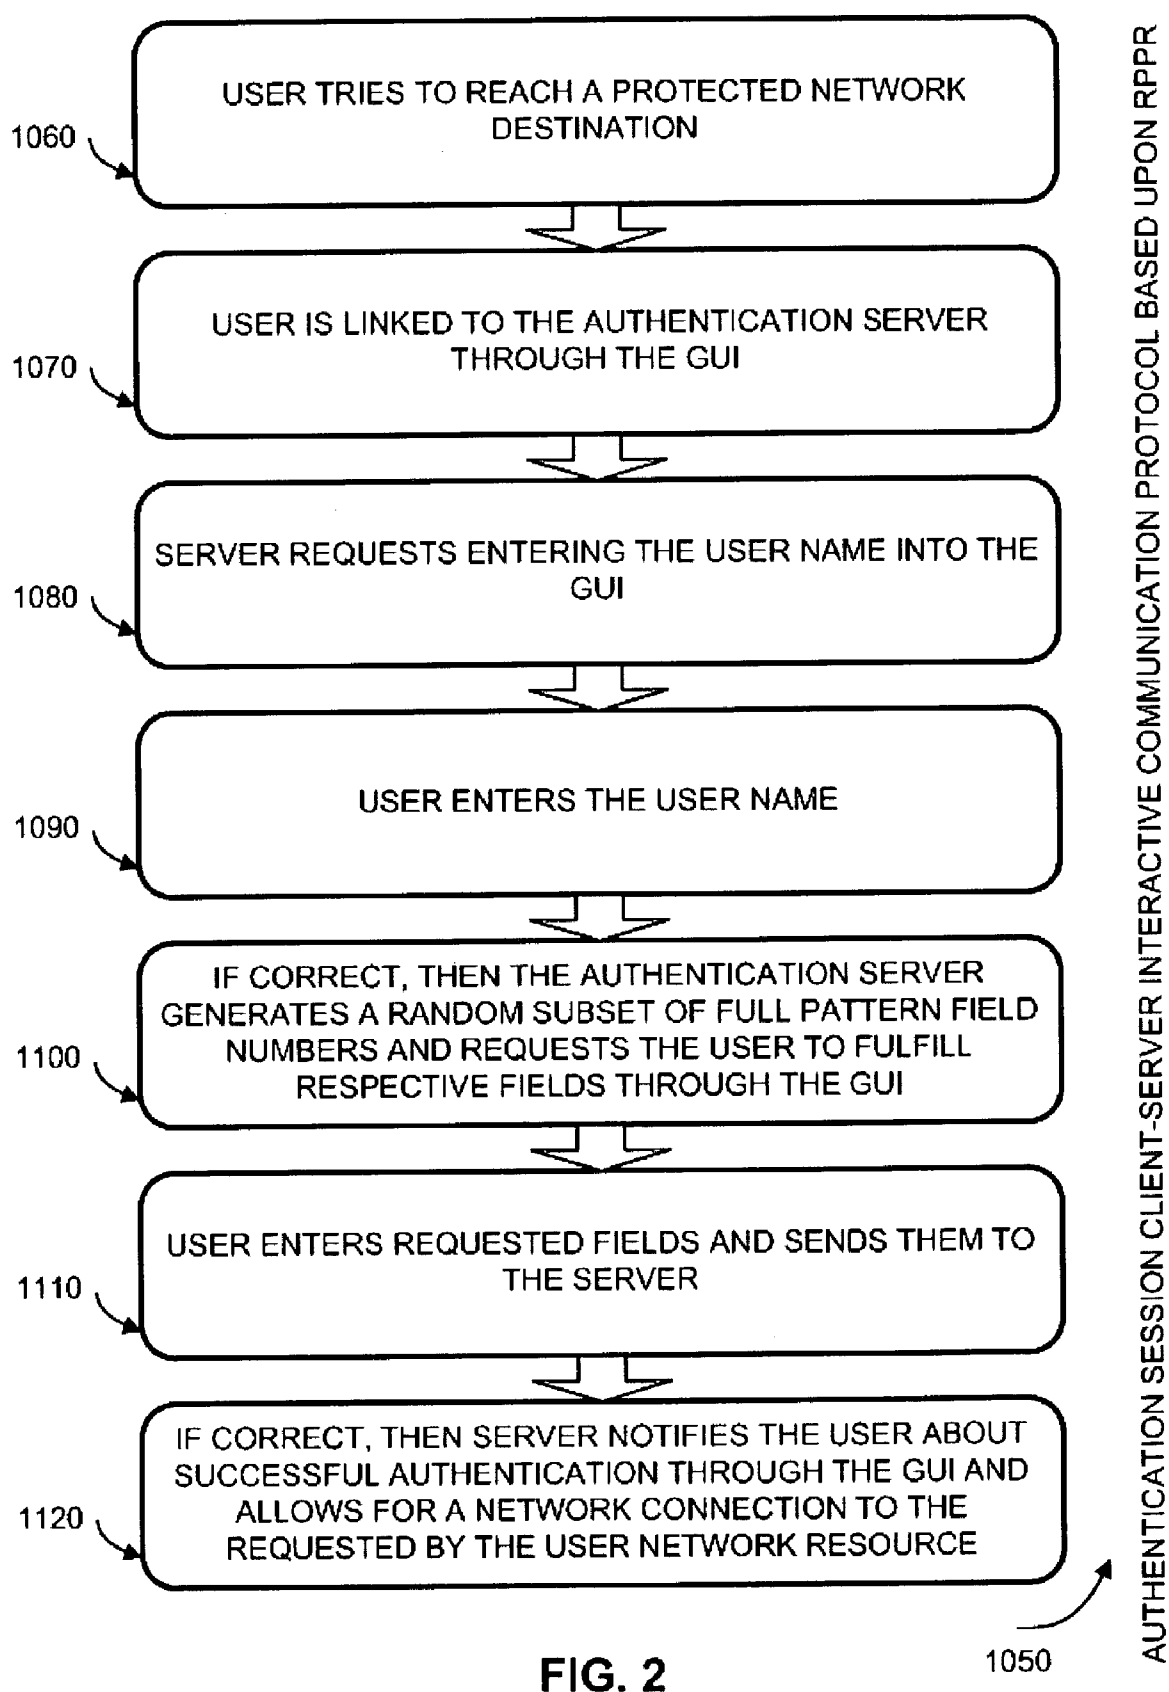 USER TRIES TO REACH A PROTECTED NETWORK
DESTINATION
1060
USER IS LINKED TO THE AUTHENTICATION SERVER
THROUGH THE GUI
1070
SERVER REQUESTS ENTERING THE USER NAME INTO THE
GUI
1080
USER ENTERS THE USER NAME
1090
IF CORRECT, THEN THE AUTHENTICATION SERVER
GENERATES A RANDOM SUBSET OF FULL PATTERN FIELD
NUMBERS AND REQUESTS THE USER TO FULFILL
RESPECTIVE FIELDS THROUGH THE GUI
1100
USER ENTERS REQUESTED FIELDS AND SENDS THEM TO
THE SERVER
1110
IF CORRECT, THEN SERVER NOTIFIES THE USER ABOUT
SUCCESSFUL AUTHENTICATION THROUGH THE GUI AND
ALLOWS FOR A NETWORK CONNECTION TO THE
REQUESTED BY THE USER NETWORK RESOURCE
1120
AUTHENTICATION SESSION CLIENT-SERVER INTERACTIVE COMMUNICATION PROTOCOL BASED UPON RPPR
1050
FIG. 2